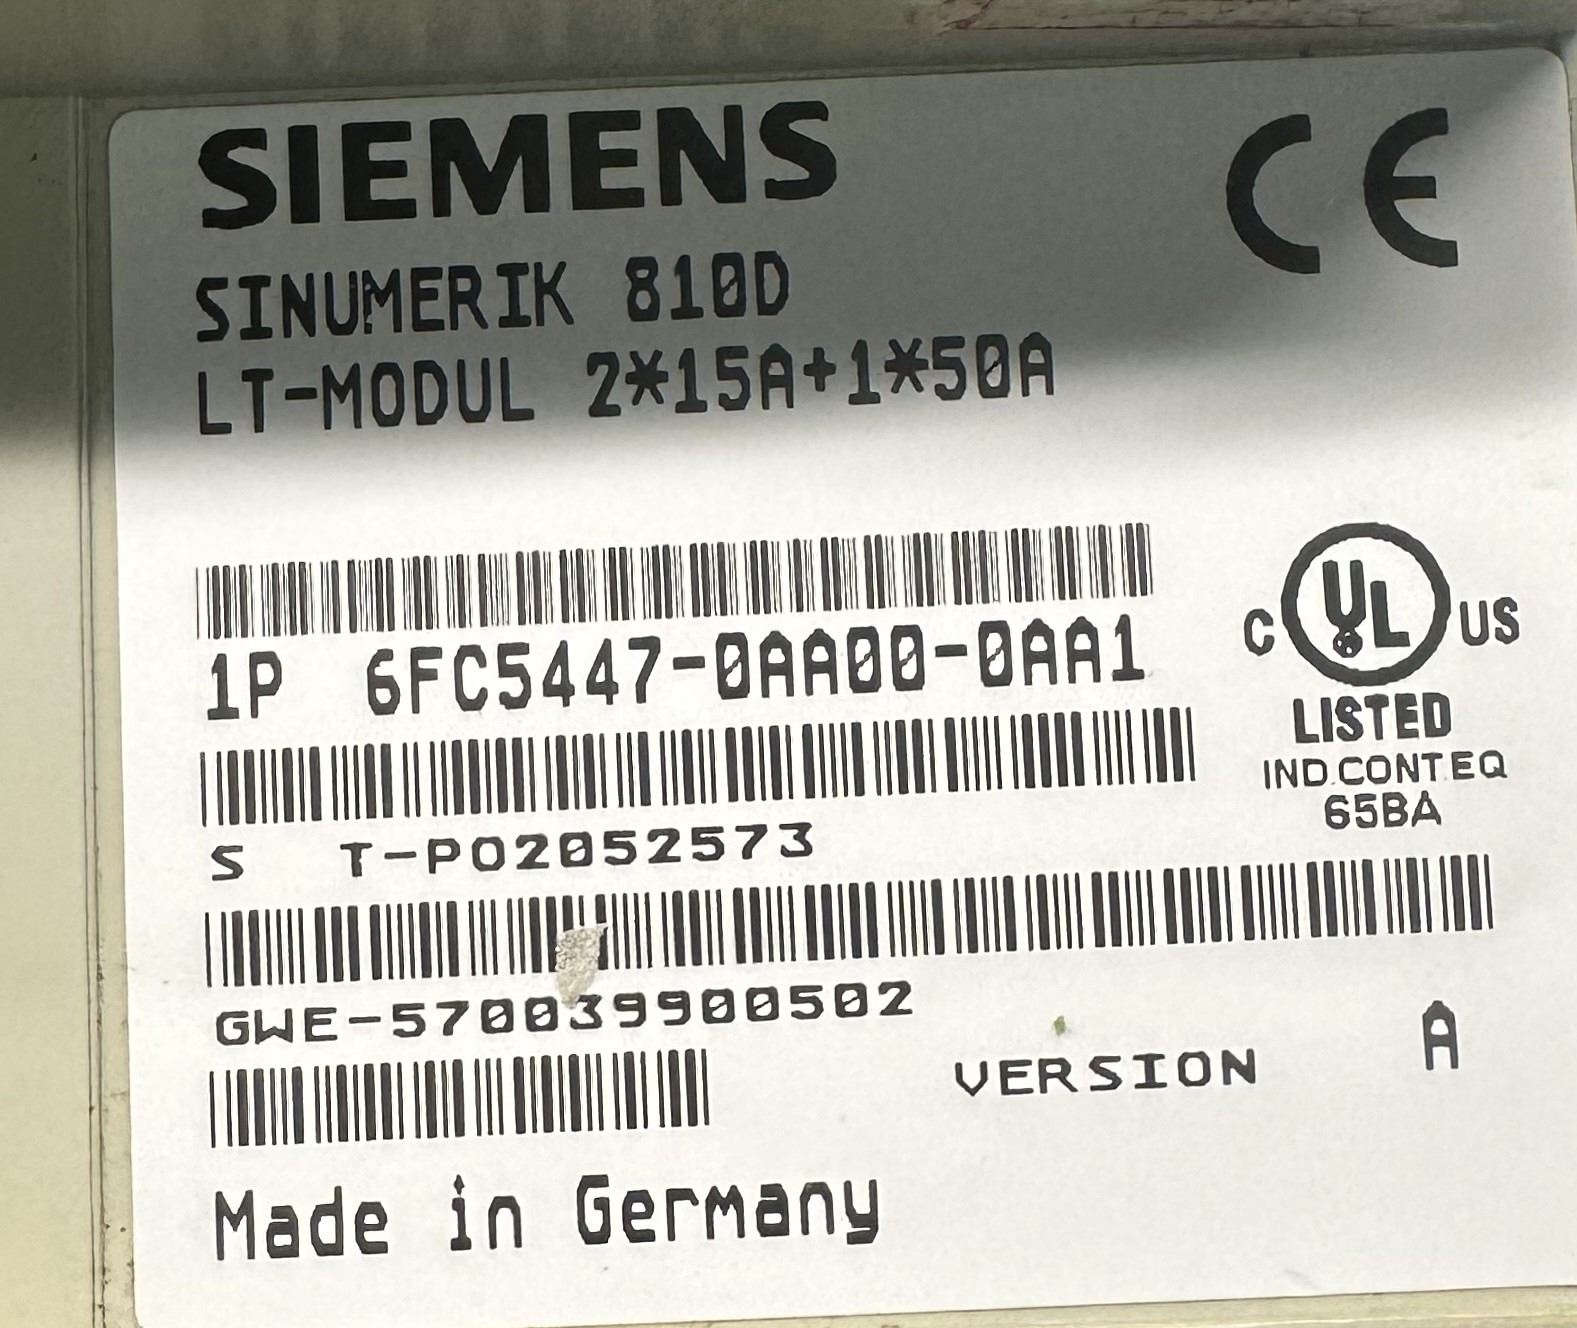 SIEMENS
CE
SINUMERIK 810D
LT-MODUL 2*15A+1*50A
1P 6FC5447-0AA00-0AA1
C UL US
LISTED
IND.CONT.EQ
65BA
S T-PO2052573
GWE-570039900502
VERSION A
Made in Germany